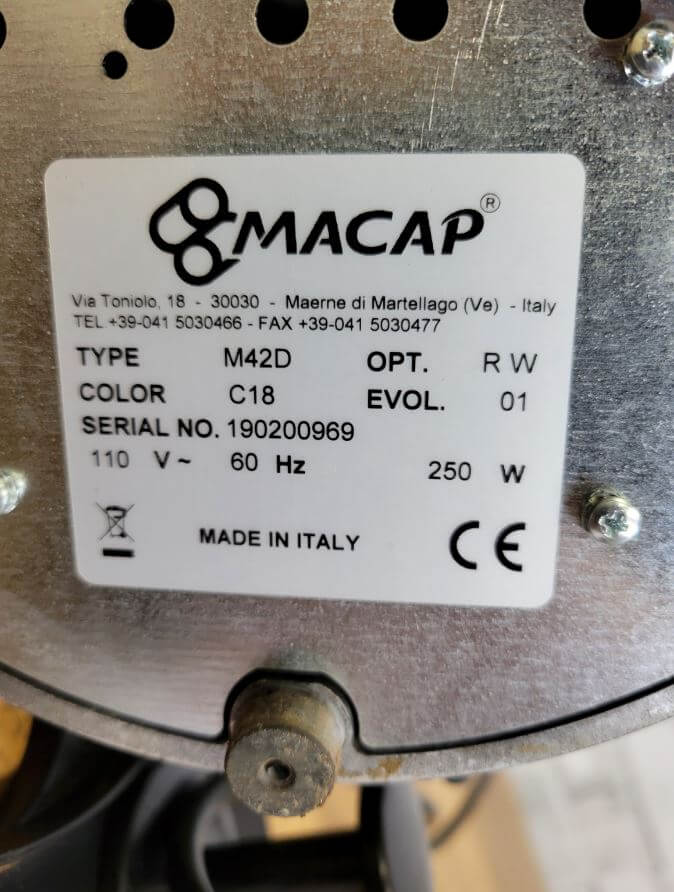 MACAP®
Via Toniolo, 18 - 30030 - Maerne di Martellago (Ve) - Italy
TEL +39-041 5030466 - FAX +39-041 5030477
TYPE M42D OPT. R W
COLOR C18 EVOL. 01
SERIAL NO. 190200969
110 V~ 60 Hz 250 W
MADE IN ITALY CE